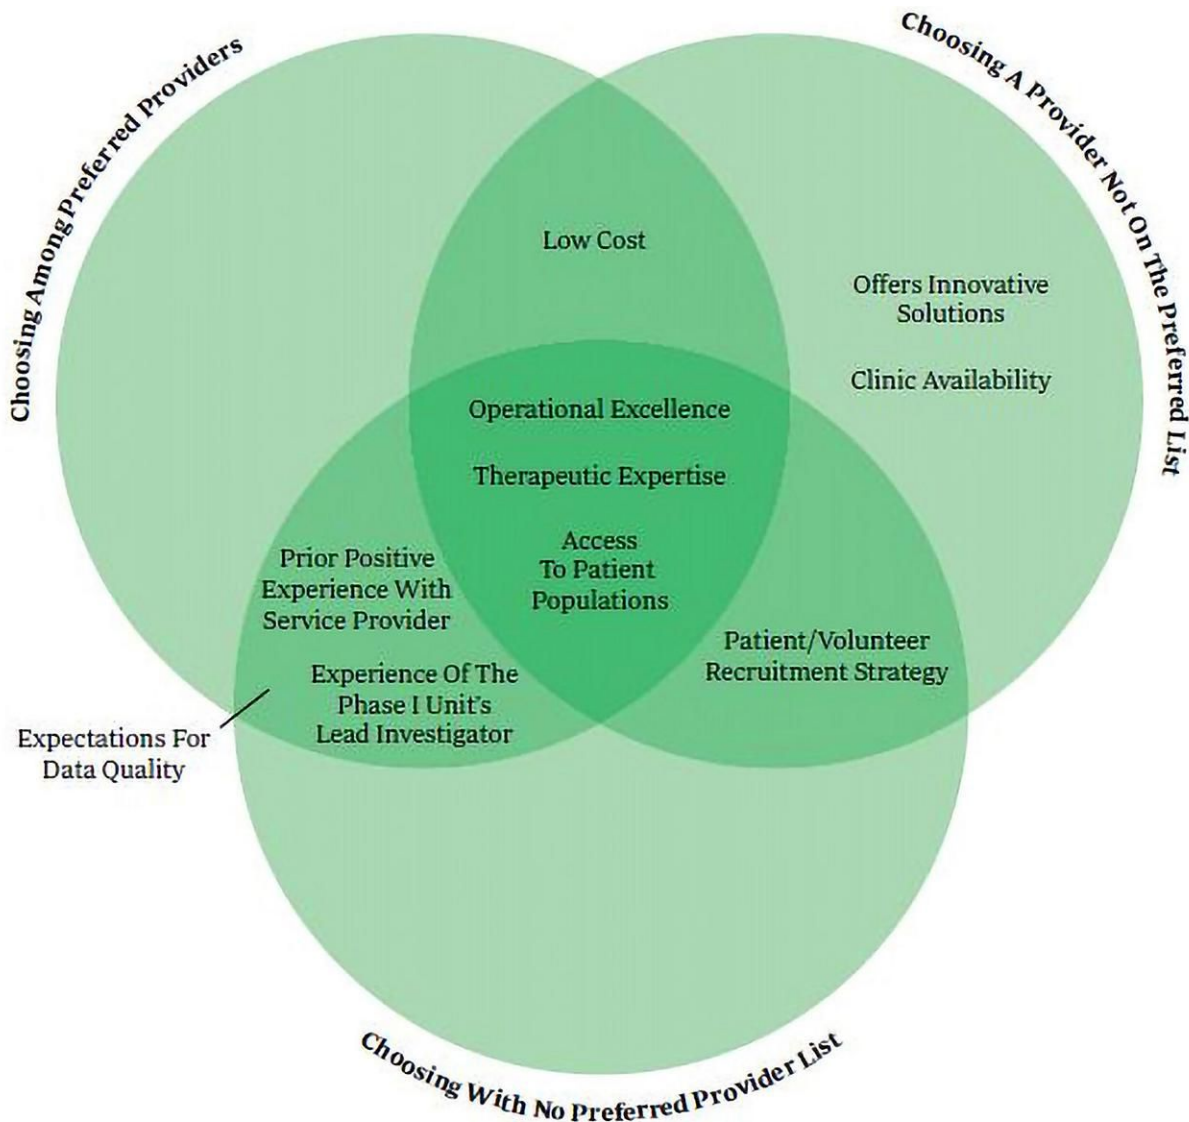 Choosing Among Preferred Providers
Choosing A Provider Not On The Preferred List
Low Cost
Offers Innovative
Solutions
Clinic Availability
Operational Excellence
Therapeutic Expertise
Access
To Patient
Populations
Prior Positive
Experience With
Service Provider
Patient/Volunteer
Recruitment Strategy
Experience Of The
Phase I Unit's
Lead Investigator
Expectations For
Data Quality
Choosing With No Preferred Provider List